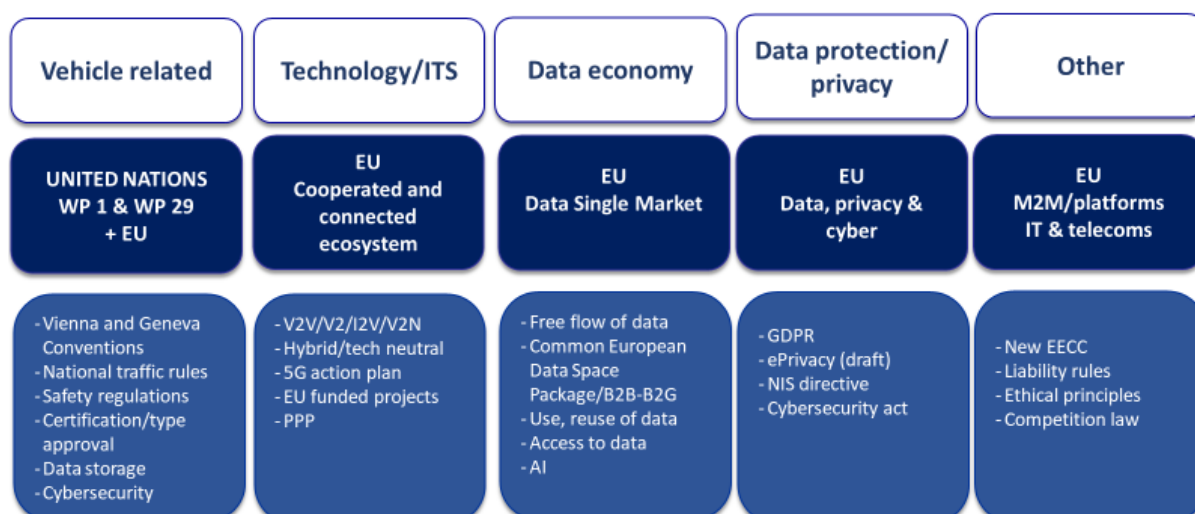 Vehicle related
Technology/ITS
Data economy
Data protection/
privacy
Other
UNITED NATIONS
WP 1 & WP 29
+ EU
EU
Cooperated and
connected
ecosystem
EU
Data Single Market
EU
Data, privacy &
cyber
EU
M2M/platforms
IT & telecoms
- Vienna and Geneva
Conventions
- National traffic rules
- Safety regulations
- Certification/type
approval
- Data storage
- Cybersecurity
- V2V/V2/I2V/V2N
- Hybrid/tech neutral
- 5G action plan
- EU funded projects
- PPP
- Free flow of data
- Common European
Data Space
Package/B2B-B2G
- Use, reuse of data
- Access to data
- AI
- GDPR
- ePrivacy (draft)
- NIS directive
- Cybersecurity act
- New EECC
- Liability rules
- Ethical principles
- Competition law